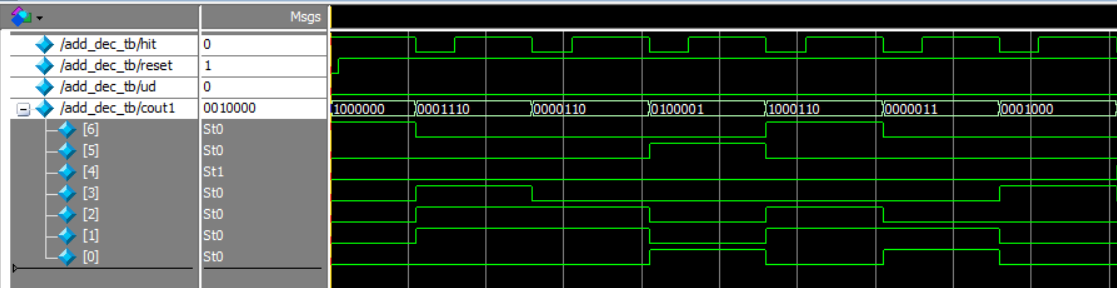 Msgs
/add_dec_tb/hit 0
/add_dec_tb/reset 1
/add_dec_tb/ud 0
/add_dec_tb/cout1 0010000 1000000 0001110 0000110 0100001 1000110 0000011 0001000
[6] St0
[5] St0
[4] St1
[3] St0
[2] St0
[1] St0
[0] St0